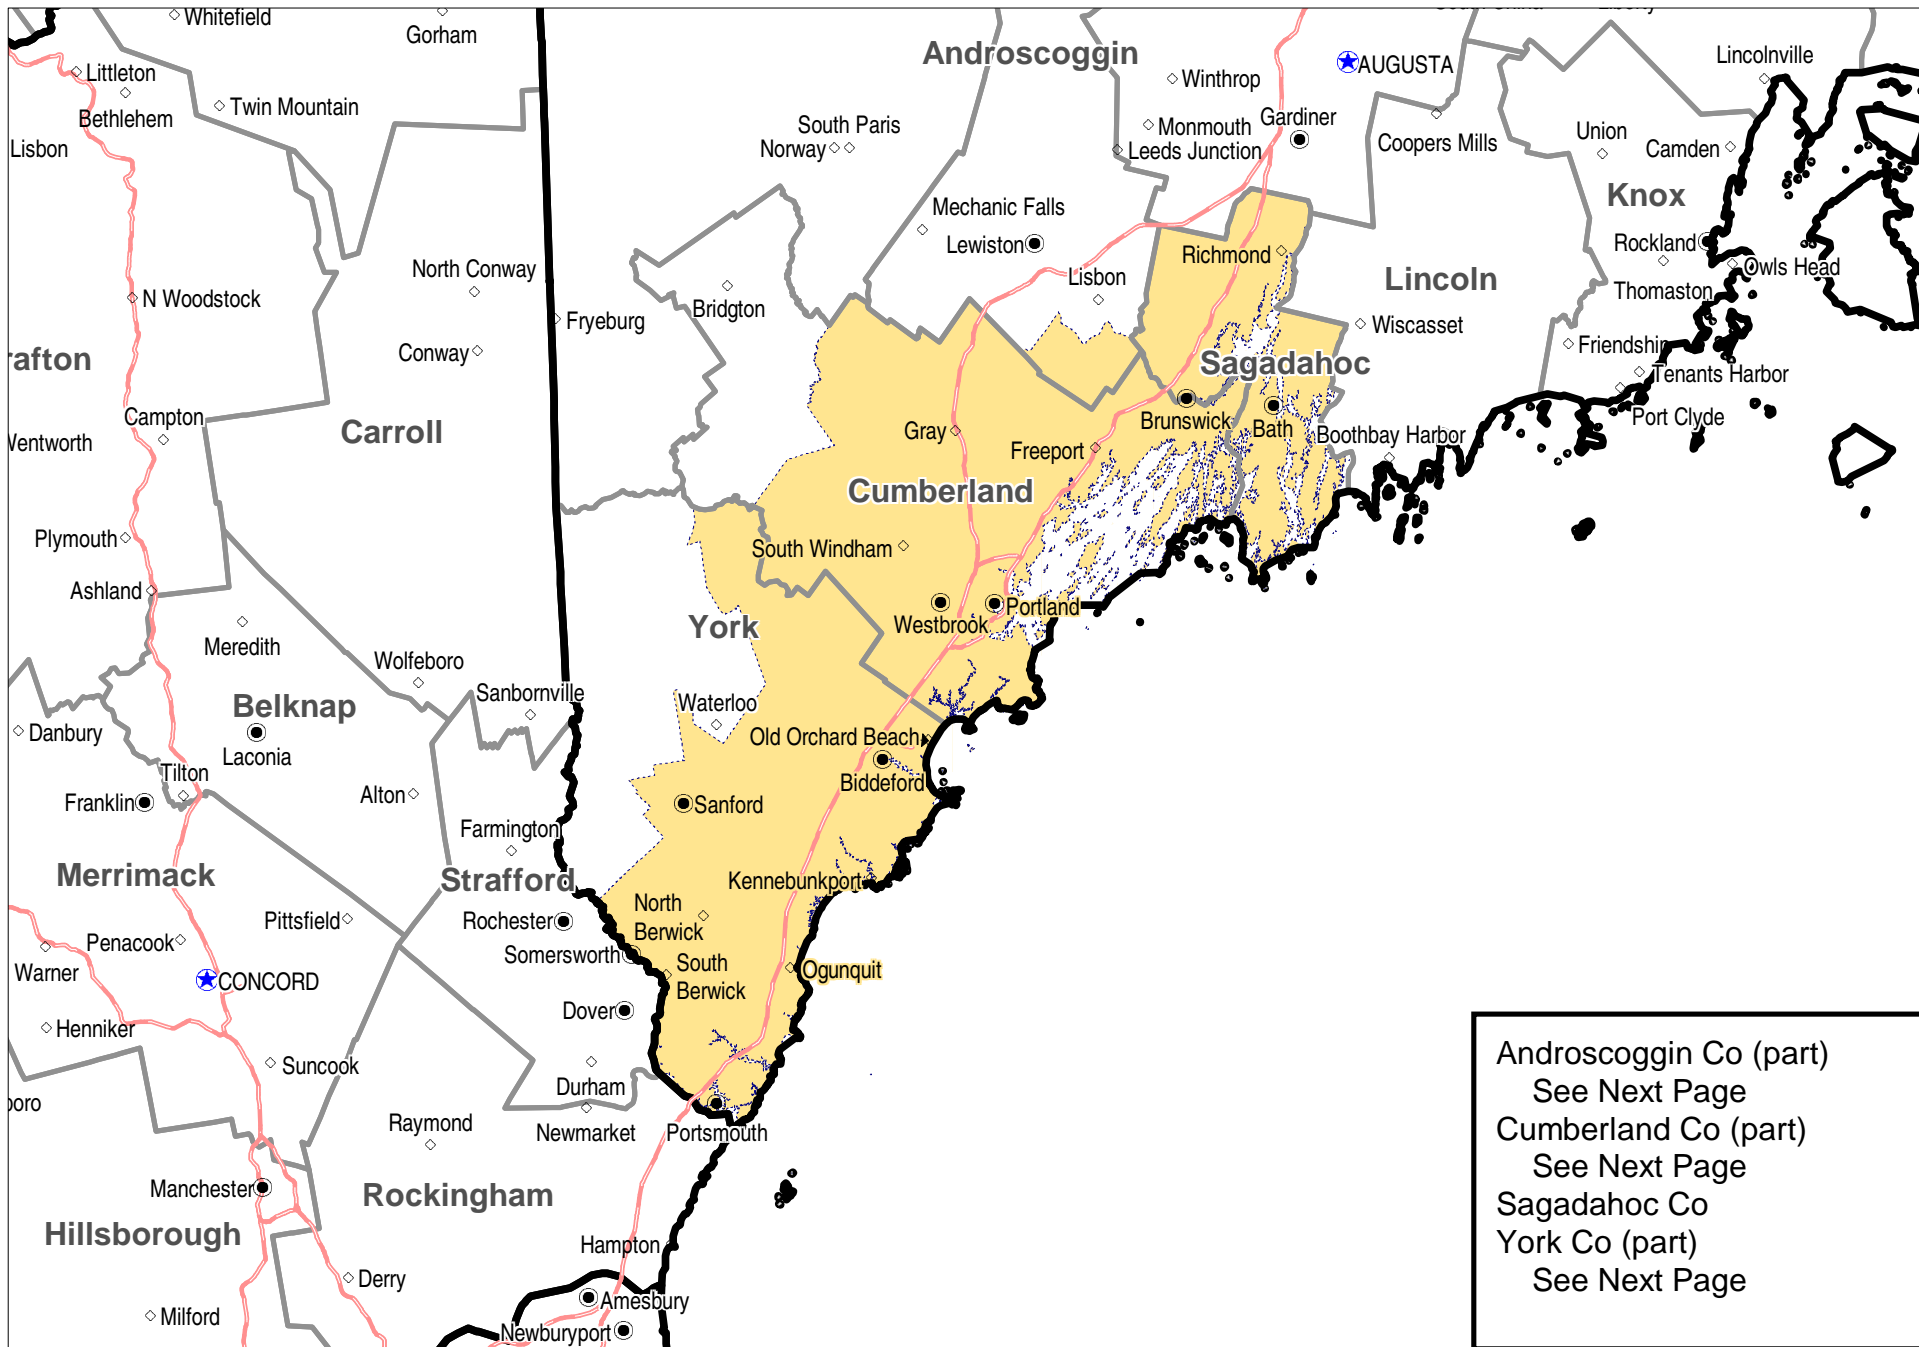 Whitefield
Gorham
Androscoggin
AUGUSTA
Lincolnville
Littleton
Winthrop
Bethlehem
Twin Mountain
South Paris
Gardiner
Monmouth
Union
Lisbon
Norway
Leeds Junction
Coopers Mills
Camden
Knox
Mechanic Falls
Lewiston
Richmond
Rockland
North Conway
Lisbon
Lincoln
Owls Head
N Woodstock
Bridgton
Thomaston
Fryeburg
Wiscasset
Conway
Friendship
rafton
Sagadahoc
Tenants Harbor
Campton
Carroll
Port Clyde
Wentworth
Gray
Brunswick
Bath
Boothbay Harbor
Freeport
Cumberland
Plymouth
South Windham
Ashland
Portland
Meredith
York
Westbrook
Wolfeboro
Sanbornville
Waterloo
Belknap
Danbury
Laconia
Old Orchard Beach
Tilton
Biddeford
Franklin
Alton
Sanford
Farmington
Merrimack
Strafford
Kennebunkport
Pittsfield
Rochester
North
Berwick
Penacook
Somersworth
Warner
South
Berwick
Ogunquit
CONCORD
Dover
Henniker
Suncook
Durham
boro
Raymond
Newmarket
Portsmouth
Manchester
Rockingham
Hillsborough
Hampton
Derry
Amesbury
Milford
Newburyport
Androscoggin Co (part)
See Next Page
Cumberland Co (part)
See Next Page
Sagadahoc Co
York Co (part)
See Next Page